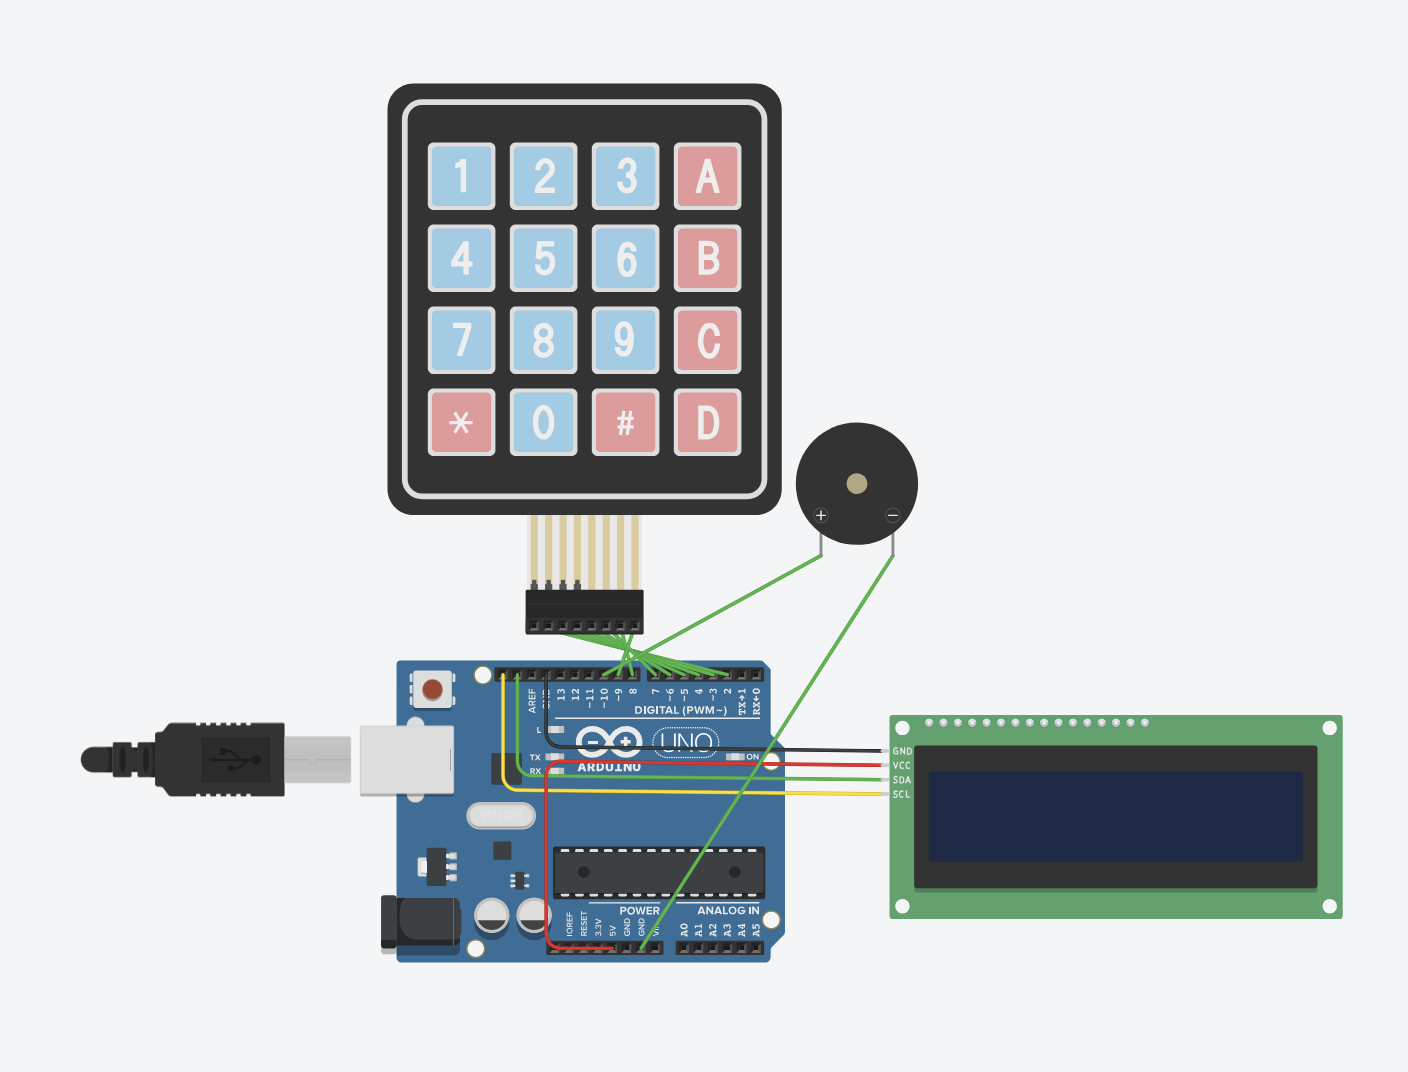 1 2 3 A
4 5 6 B
7 8 9 C
* 0 # D
+ −
AREF
GND
13
12
~11
~10
~9
8
7
~6
~5
~4
~3
2
TX→1
RX←0
DIGITAL (PWM~)
L
TX
RX
ARDUINO
UNO
ON
GND
VCC
SDA
SCL
POWER
ANALOG IN
IOREF
RESET
3.3V
5V
GND
GND
A0
A1
A2
A3
A4
A5